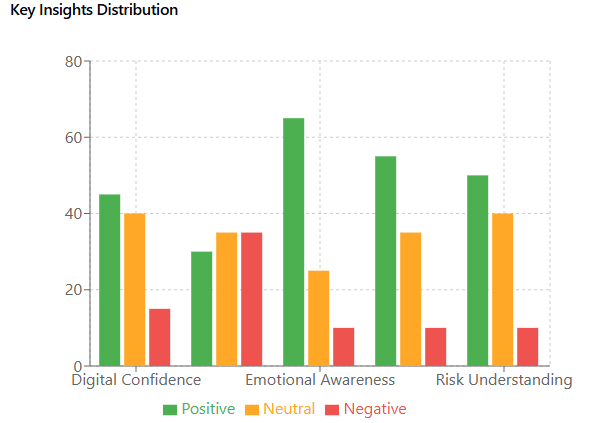 Key Insights Distribution
80
60
40
20
0
Digital Confidence Emotional Awareness Risk Understanding
Positive Neutral Negative